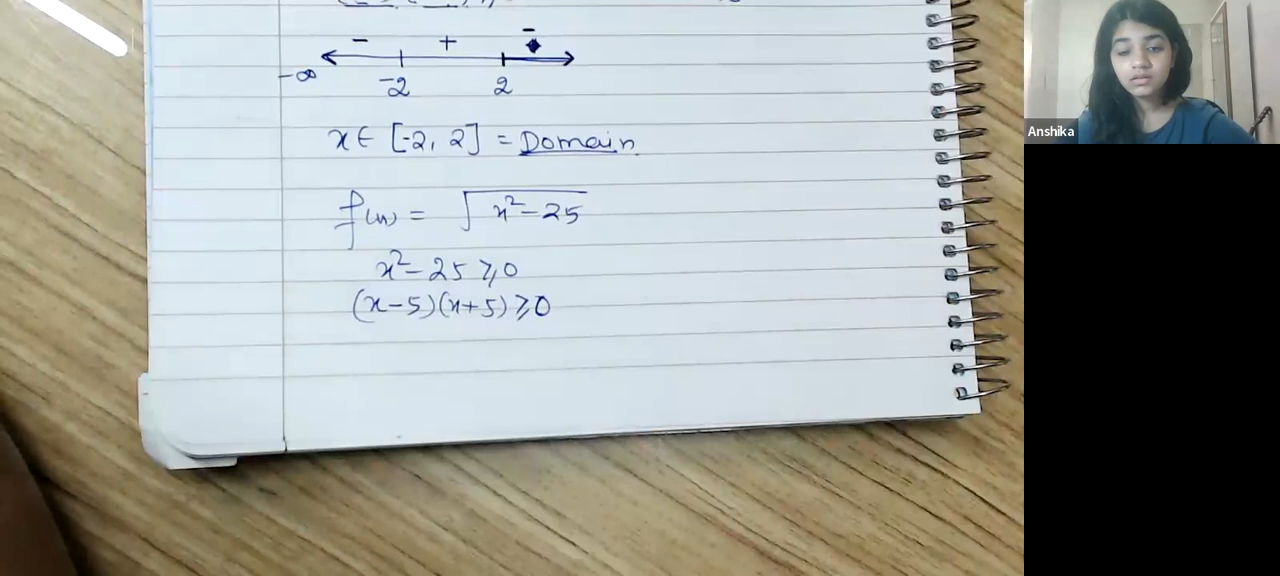 - + -
-∞ -2 2
x ∈ [-2, 2] = Domain
f(x) = √x²-25
x²-25 ⩾ 0
(x-5)(x+5) ⩾ 0
Anshika